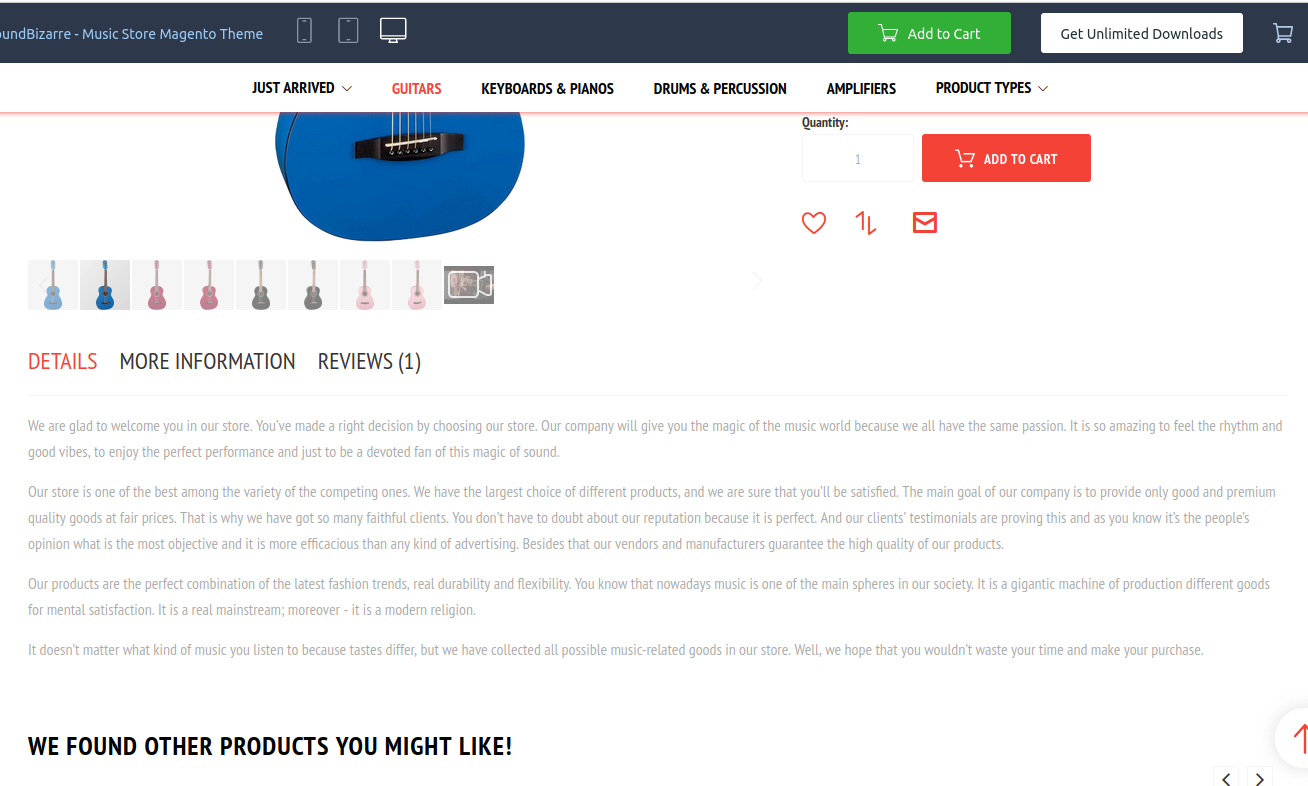 SoundBizarre - Music Store Magento Theme
Add to Cart
Get Unlimited Downloads
JUST ARRIVED
GUITARS
KEYBOARDS & PIANOS
DRUMS & PERCUSSION
AMPLIFIERS
PRODUCT TYPES
Quantity:
1
ADD TO CART
DETAILS
MORE INFORMATION
REVIEWS (1)
We are glad to welcome you in our store. You've made a right decision by choosing our store. Our company will give you the magic of the music world because we all have the same passion. It is so amazing to feel the rhythm and
good vibes, to enjoy the perfect performance and just to be a devoted fan of this magic of sound.
Our store is one of the best among the variety of the competing ones. We have the largest choice of different products, and we are sure that you'll be satisfied. The main goal of our company is to provide only good and premium
quality goods at fair prices. That is why we have got so many faithful clients. You don't have to doubt about our reputation because it is perfect. And our clients' testimonials are proving this and as you know it's the people's
opinion what is the most objective and it is more efficacious than any kind of advertising. Besides that our vendors and manufacturers guarantee the high quality of our products.
Our products are the perfect combination of the latest fashion trends, real durability and flexibility. You know that nowadays music is one of the main spheres in our society. It is a gigantic machine of production different goods
for mental satisfaction. It is a real mainstream; moreover - it is a modern religion.
It doesn't matter what kind of music you listen to because tastes differ, but we have collected all possible music-related goods in our store. Well, we hope that you wouldn't waste your time and make your purchase.
WE FOUND OTHER PRODUCTS YOU MIGHT LIKE!